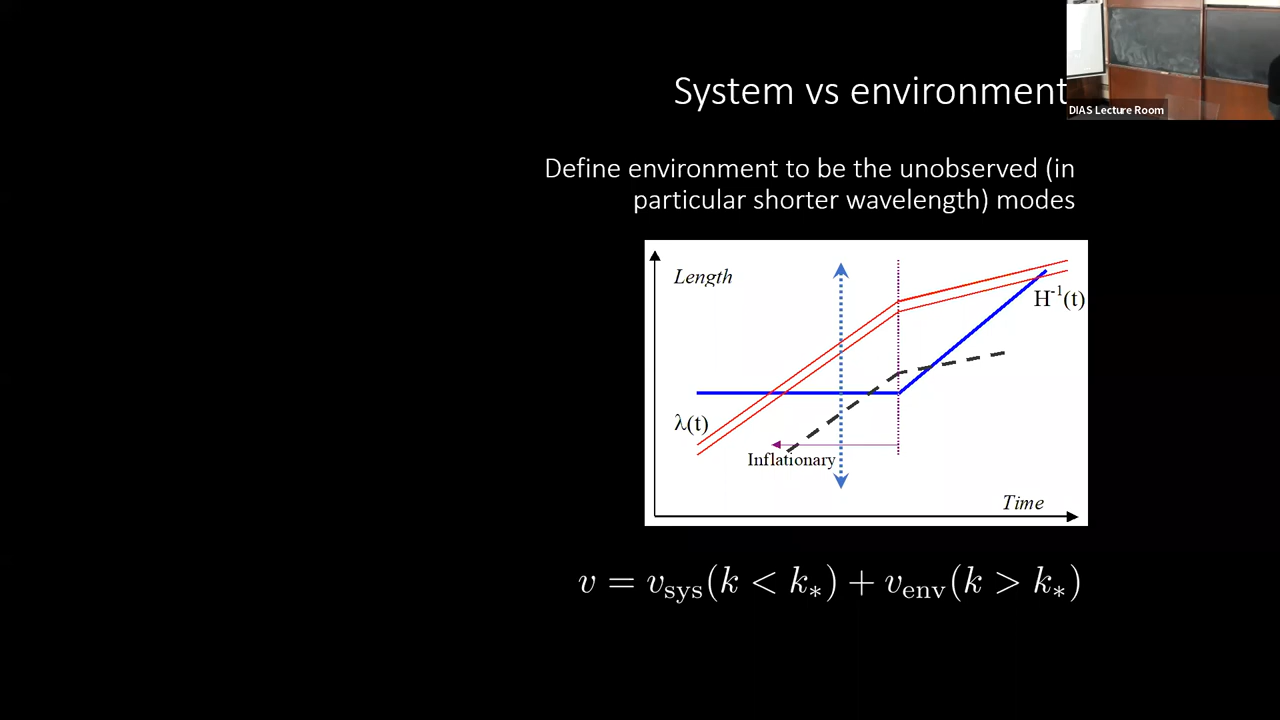 System vs environment
DIAS Lecture Room
Define environment to be the unobserved (in
particular shorter wavelength) modes
Length
H⁻¹(t)
λ(t)
Inflationary
Time
v = v_sys(k < k_*) + v_env(k > k_*)